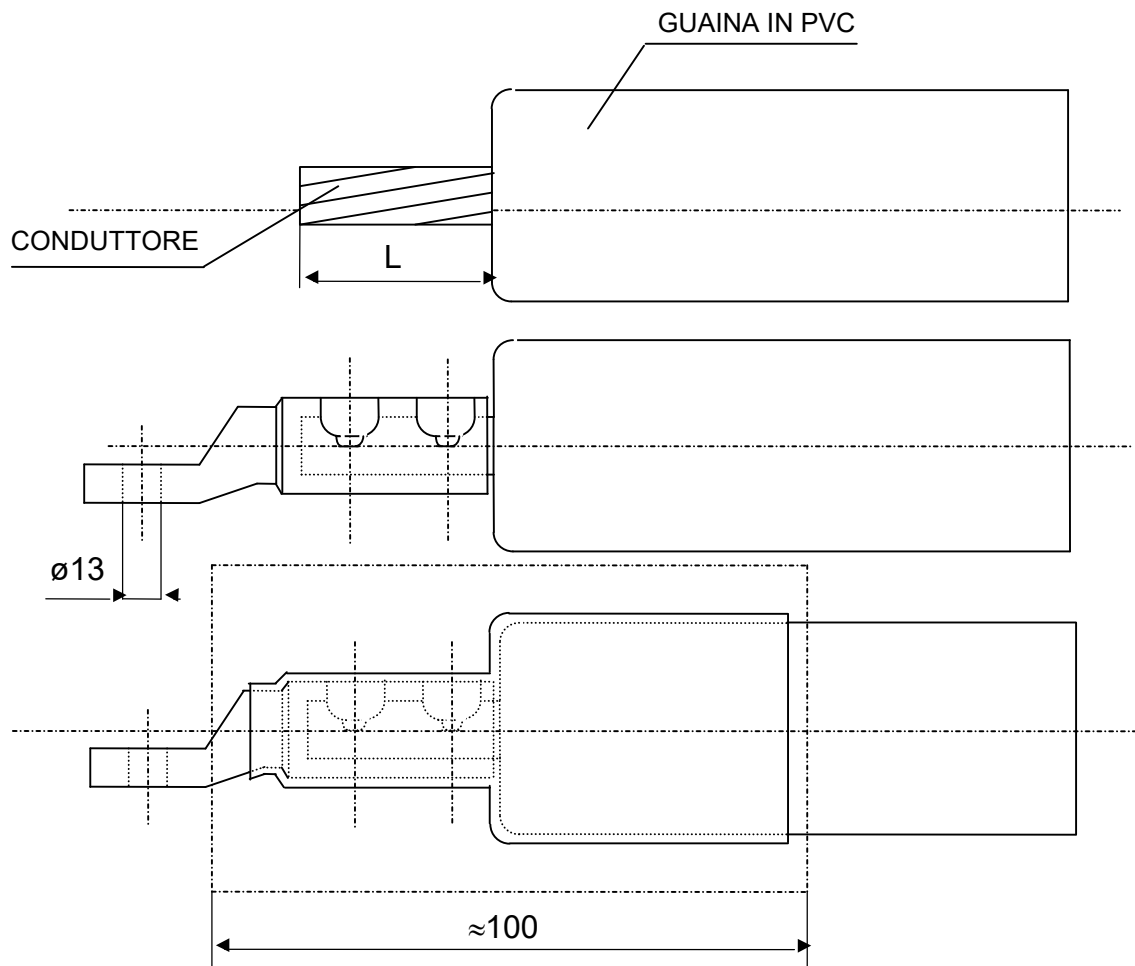 GUAINA IN PVC
CONDUTTORE
L
ø13
≈100